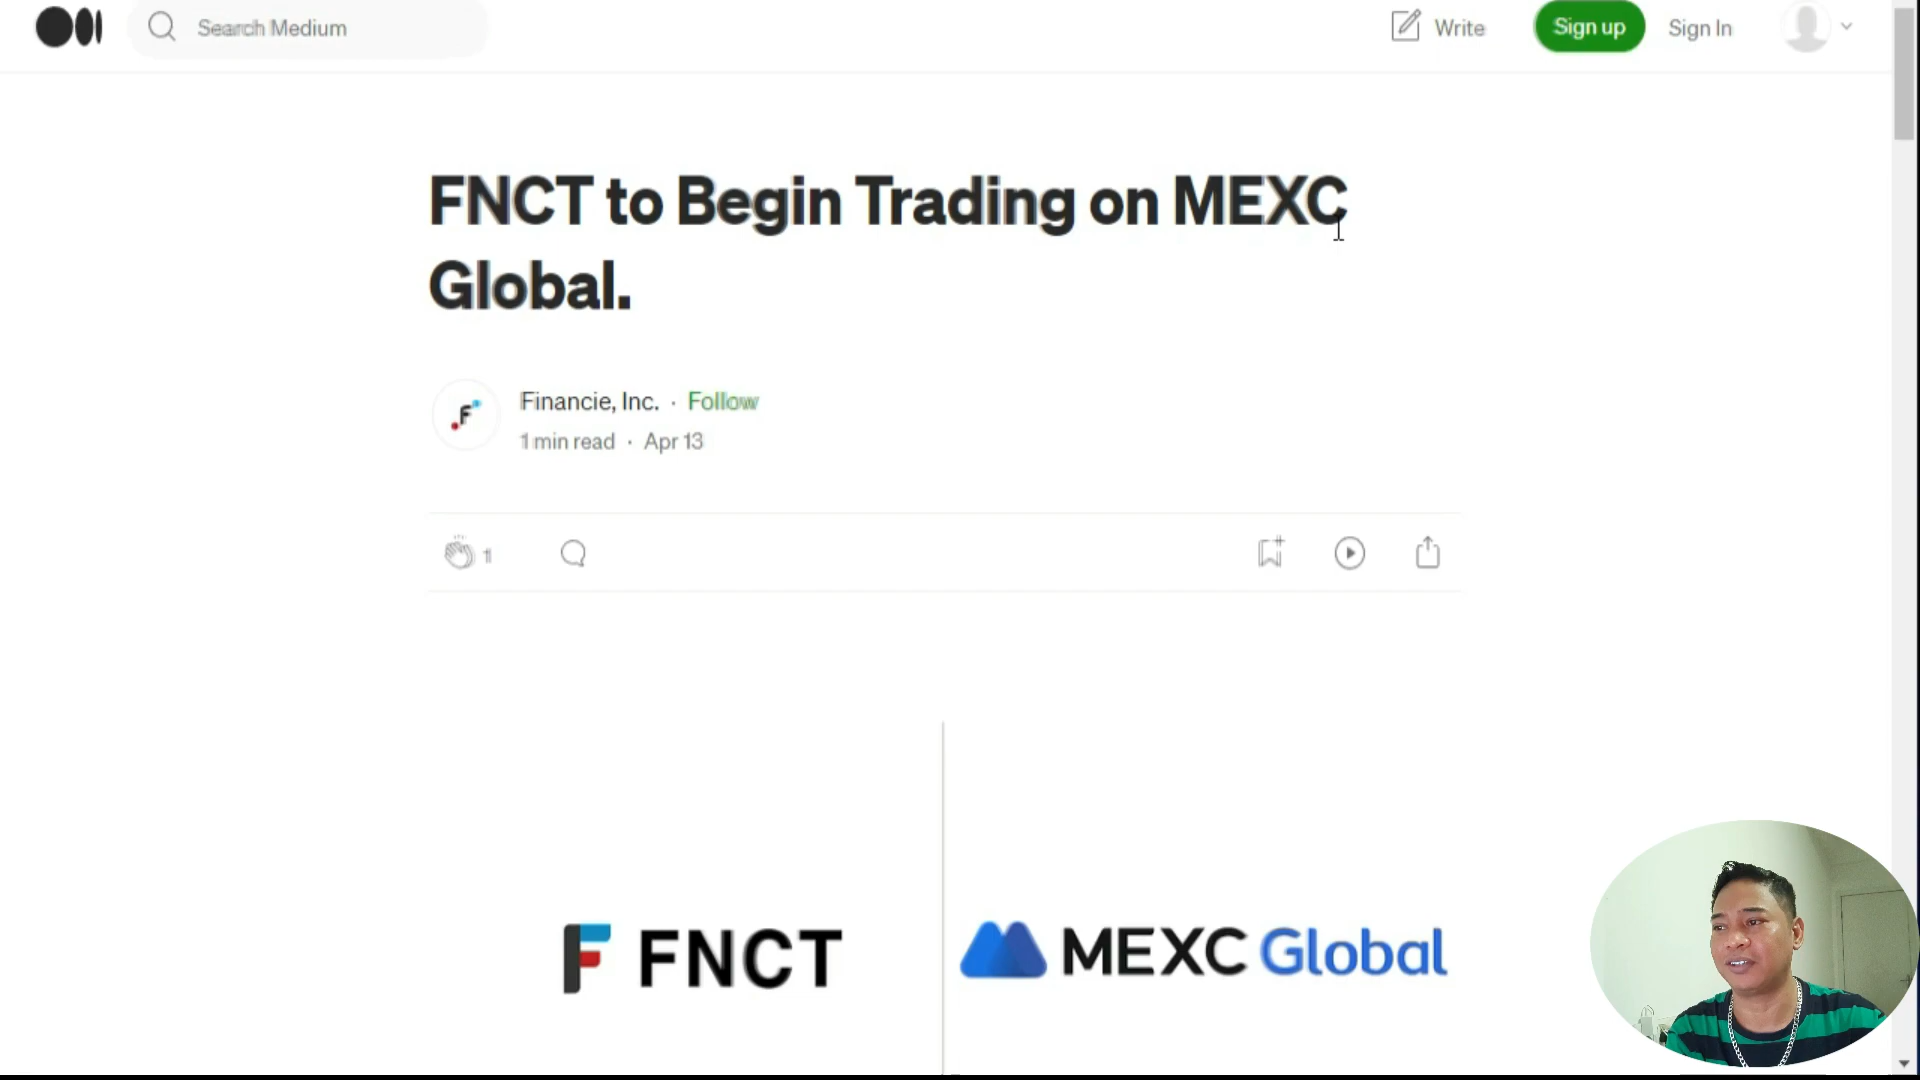 Search Medium
Write
Sign up
Sign In
FNCT to Begin Trading on MEXC
Global.
Financie, Inc. · Follow
1 min read · Apr 13
1
F FNCT
MEXC Global